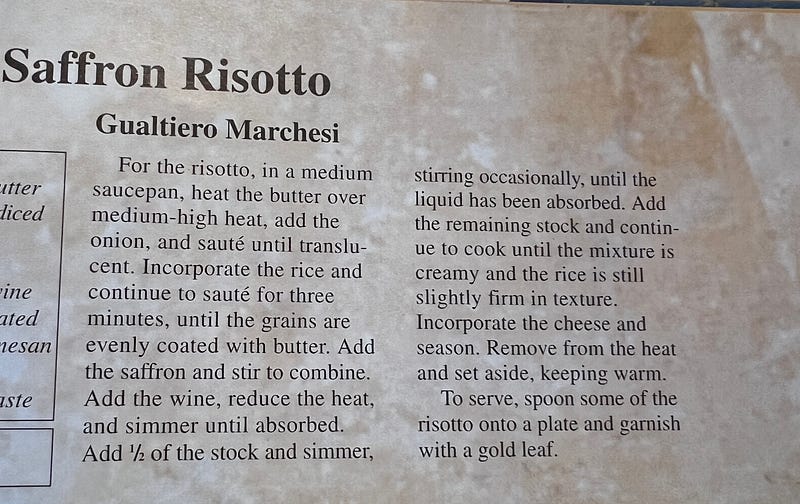 Saffron Risotto
Gualtiero Marchesi
diced
For the risotto, in a medium
saucepan, heat the butter over
medium-high heat, add the
onion, and sauté until translu-
cent. Incorporate the rice and
continue to sauté for three
minutes, until the grains are
evenly coated with butter. Add
the saffron and stir to combine.
Add the wine, reduce the heat,
and simmer until absorbed.
Add ½ of the stock and simmer,
stirring occasionally, until the
liquid has been absorbed. Add
the remaining stock and contin-
ue to cook until the mixture is
creamy and the rice is still
slightly firm in texture.
Incorporate the cheese and
season. Remove from the heat
and set aside, keeping warm.
To serve, spoon some of the
risotto onto a plate and garnish
with a gold leaf.